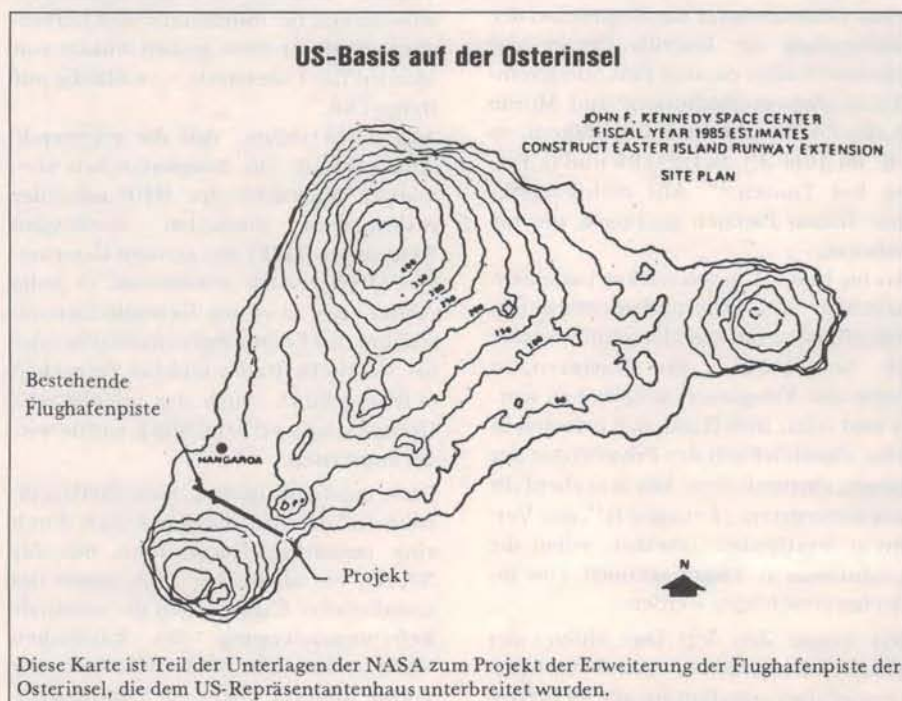 US-Basis auf der Osterinsel
JOHN F. KENNEDY SPACE CENTER
FISCAL YEAR 1985 ESTIMATES
CONSTRUCT EASTER ISLAND RUNWAY EXTENSION
SITE PLAN
Bestehende
Flughafenpiste
HANGAROA
Projekt
N
Diese Karte ist Teil der Unterlagen der NASA zum Projekt der Erweiterung der Flughafenpiste der
Osterinsel, die dem US-Repräsentantenhaus unterbreitet wurden.